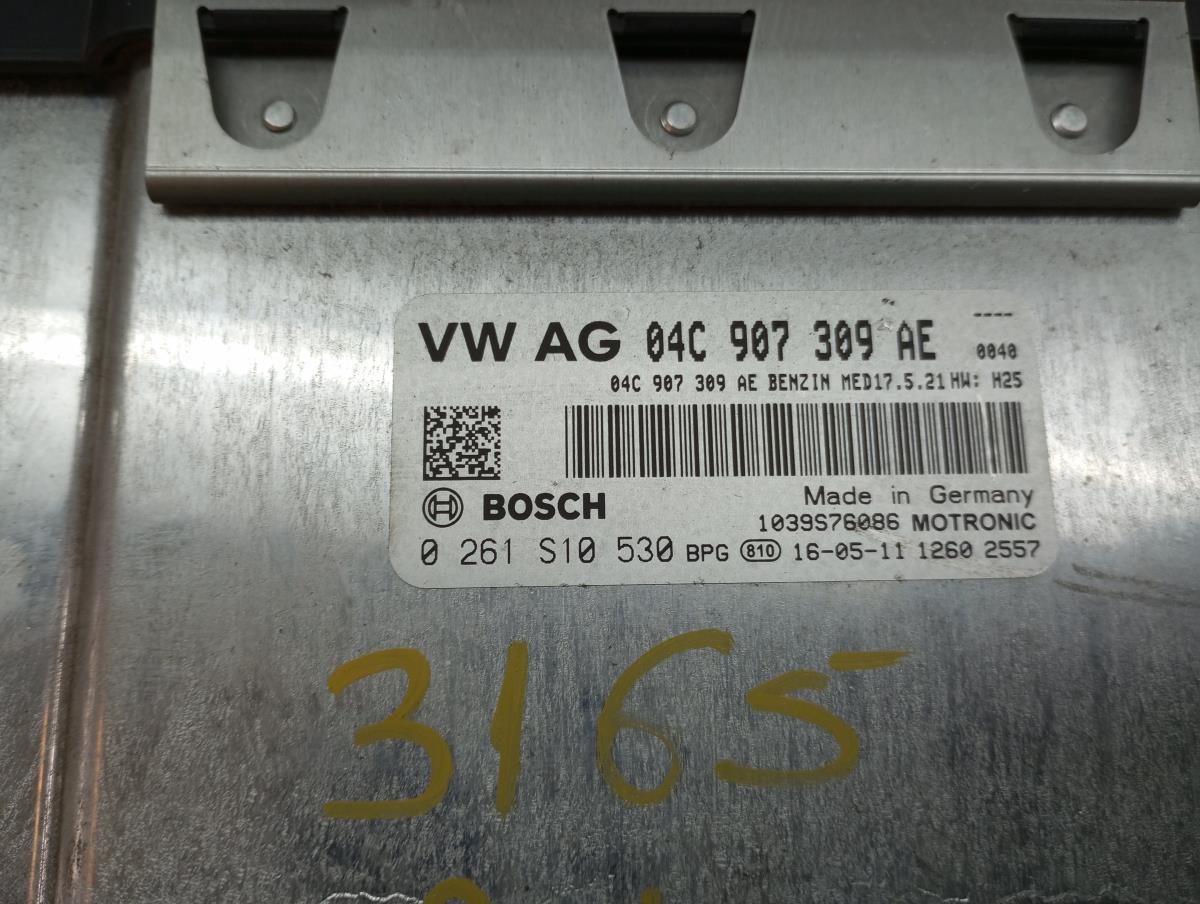 VW AG 04C 907 309 AE ----
0040
04C 907 309 AE BENZIN MED17.5.21 HW: H25
BOSCH
Made in Germany
1039S76086 MOTRONIC
0 261 S10 530 BPG 810 16-05-11 1260 2557
3165